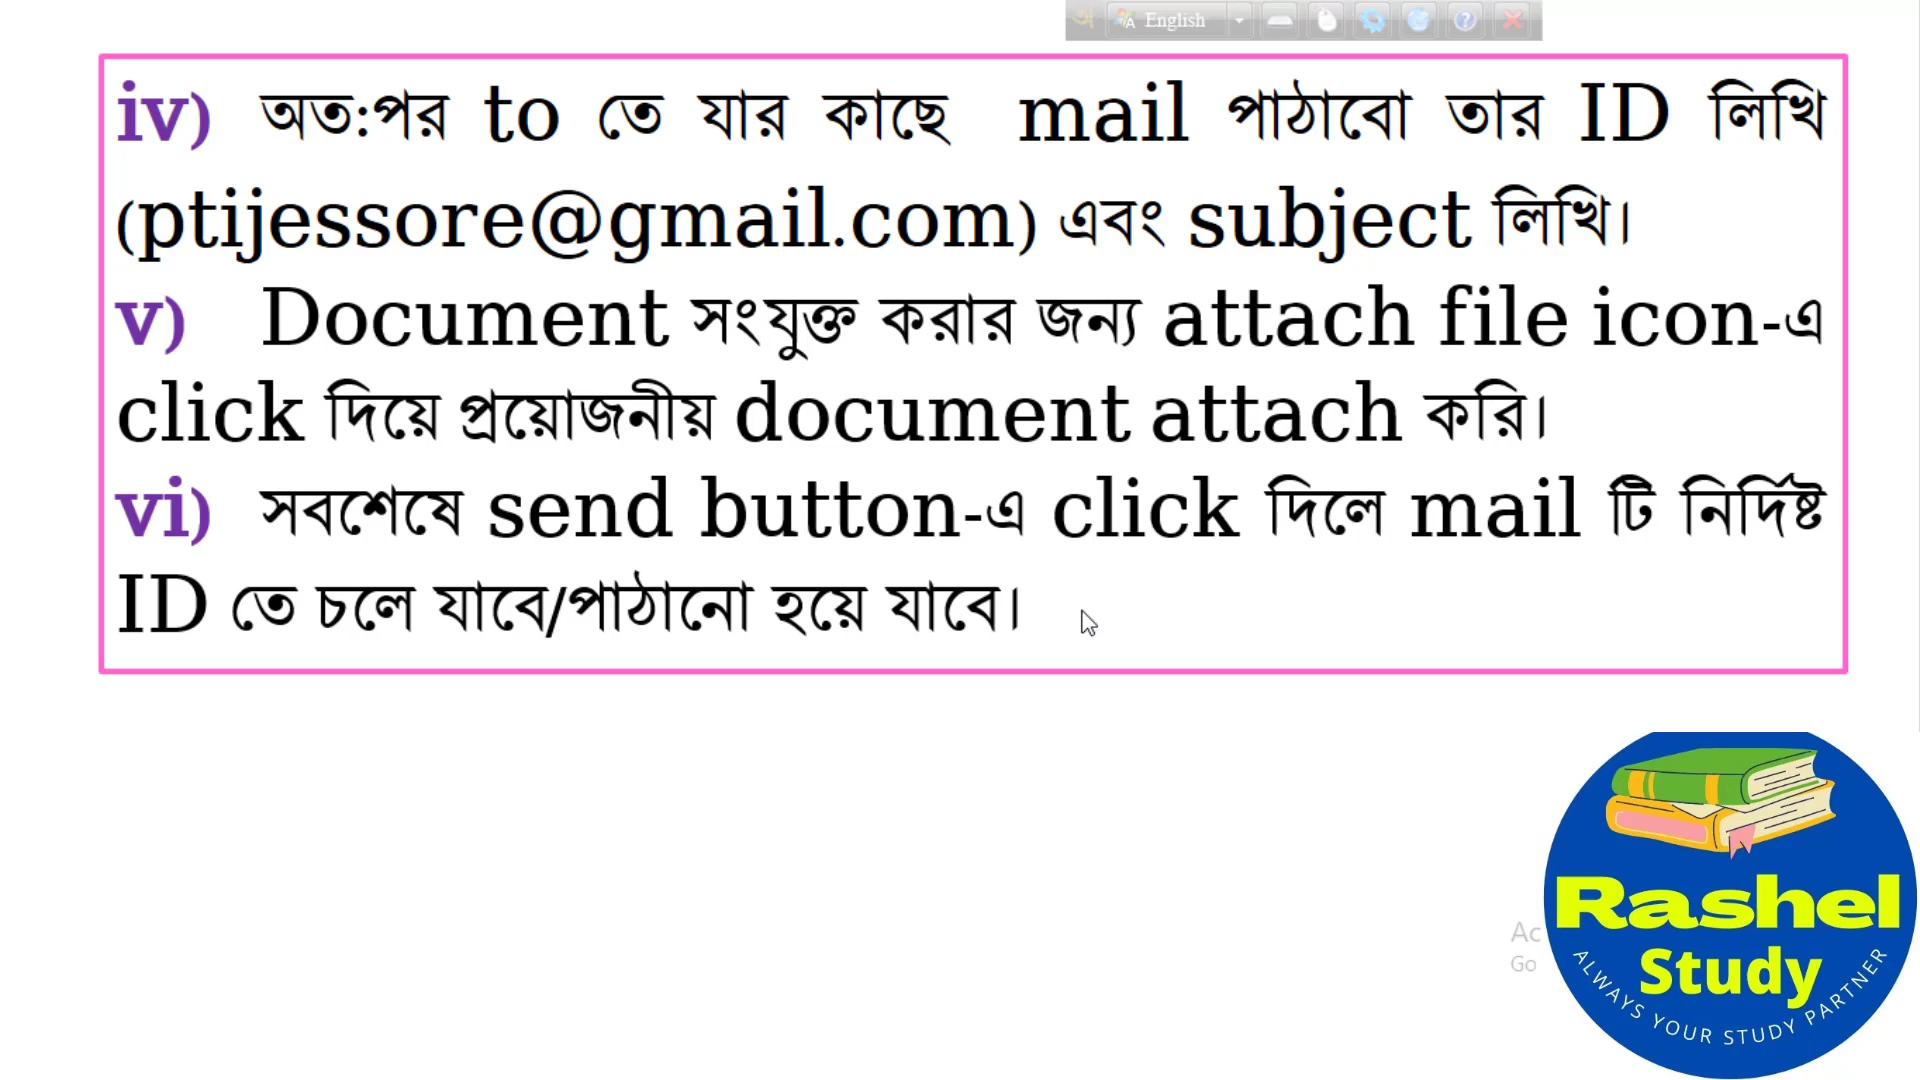 অ English
iv) অত:পর to তে যার কাছে mail পাঠাবো তার ID লিখি
(ptijessore@gmail.com) এবং subject লিখি।
v) Document সংযুক্ত করার জন্য attach file icon-এ
click দিয়ে প্রয়োজনীয় document attach করি।
vi) সবশেষে send button-এ click দিলে mail টি নির্দিষ্ট
ID তে চলে যাবে/পাঠানো হয়ে যাবে।
Ac
Go
Rashel
Study
ALWAYS YOUR STUDY PARTNER